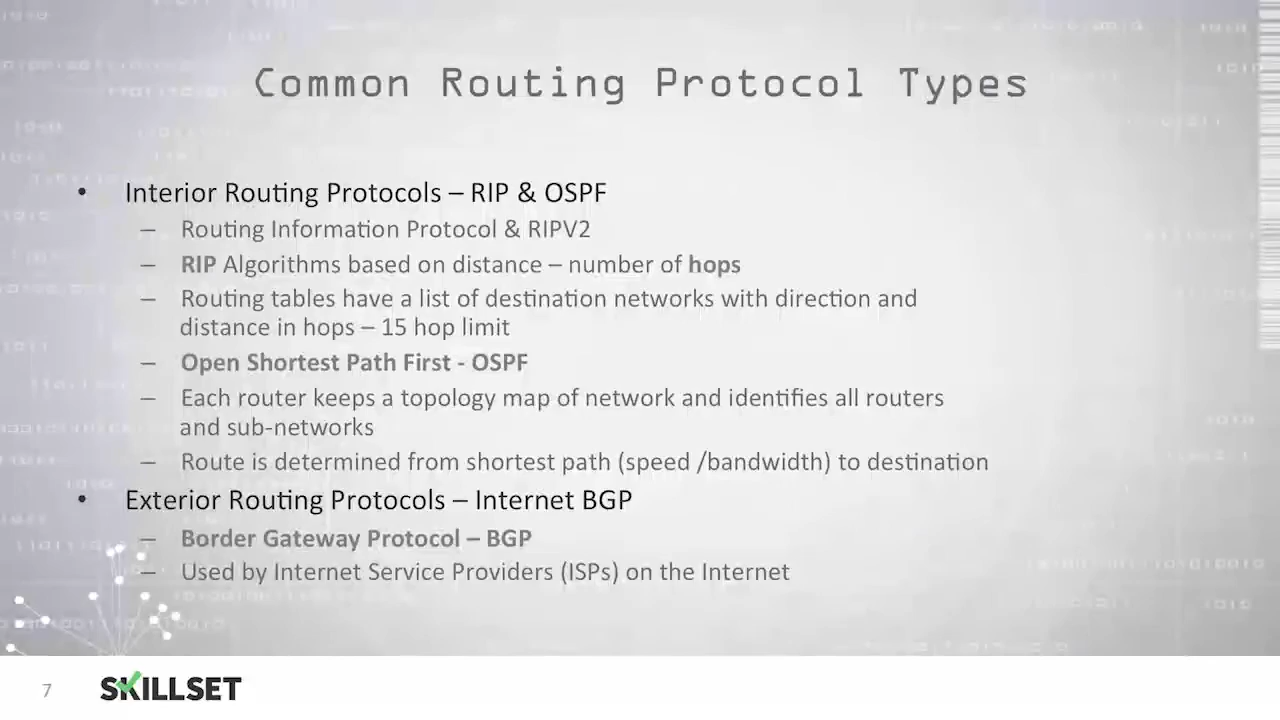 Common Routing Protocol Types
• Interior Routing Protocols – RIP & OSPF
– Routing Information Protocol & RIPV2
– RIP Algorithms based on distance – number of hops
– Routing tables have a list of destination networks with direction and
distance in hops – 15 hop limit
– Open Shortest Path First - OSPF
– Each router keeps a topology map of network and identifies all routers
and sub-networks
– Route is determined from shortest path (speed /bandwidth) to destination
• Exterior Routing Protocols – Internet BGP
– Border Gateway Protocol – BGP
– Used by Internet Service Providers (ISPs) on the Internet
7
SKILLSET